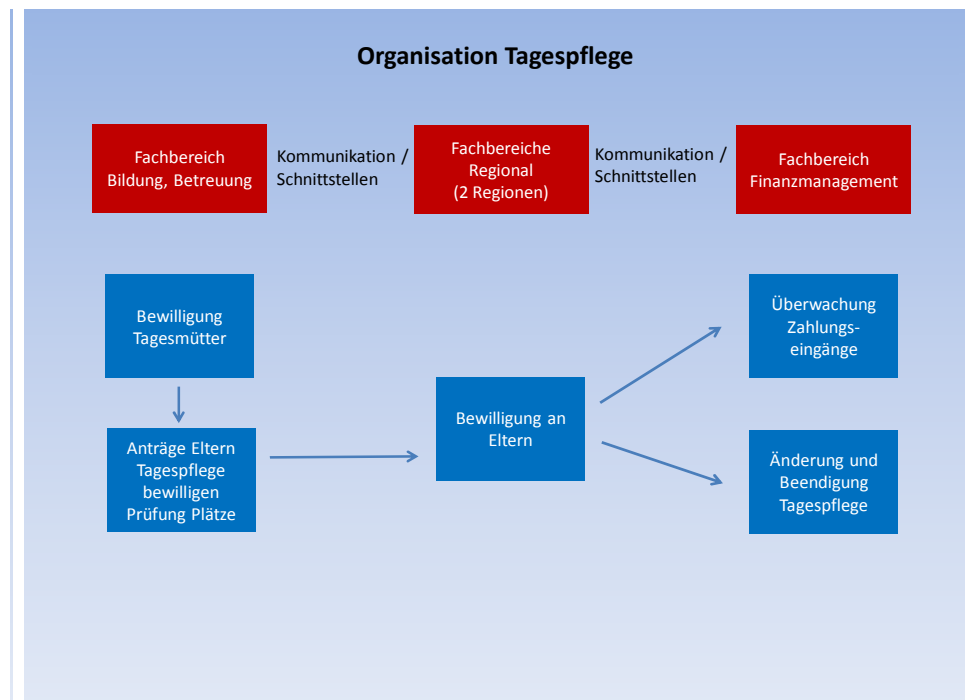 Organisation Tagespflege
Fachbereich
Bildung, Betreuung
Kommunikation /
Schnittstellen
Fachbereiche
Regional
(2 Regionen)
Kommunikation /
Schnittstellen
Fachbereich
Finanzmanagement
Bewilligung
Tagesmütter
Anträge Eltern
Tagespflege
bewilligen
Prüfung Plätze
Bewilligung an
Eltern
Überwachung
Zahlungs-
eingänge
Änderung und
Beendigung
Tagespflege